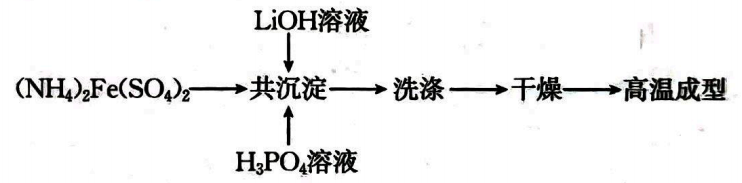 LiOH溶液
(NH₄)₂Fe(SO₄)₂ → 共沉淀 → 洗涤 → 干燥 → 高温成型
H₃PO₄溶液